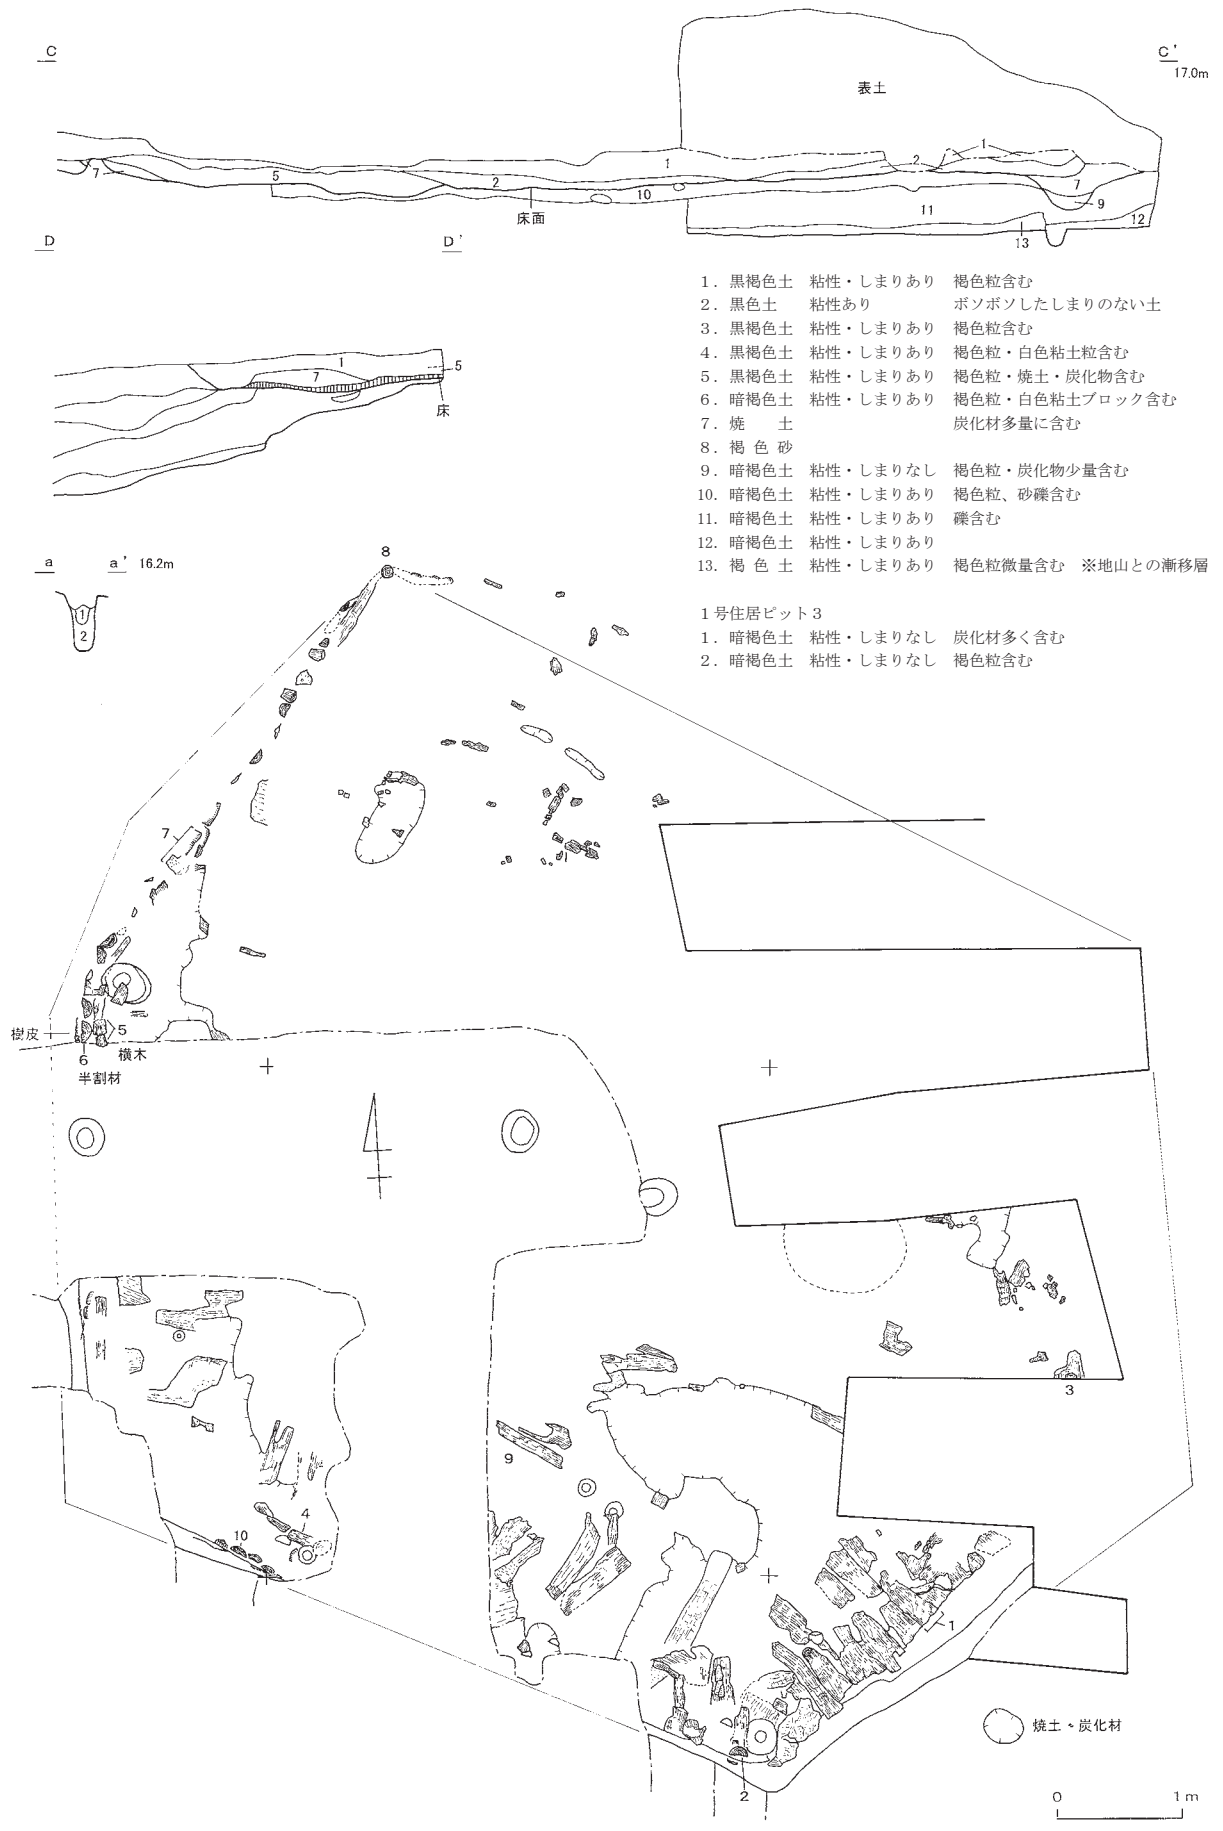 C
C'
17.0m
表土
1
1
2
7
5
2
7
10
9
11
12
床面
13
D
D'
1
5
7
床
1. 黒褐色土　粘性・しまりあり　褐色粒含む
2. 黒色土　　粘性あり　　　　　ボソボソしたしまりのない土
3. 黒褐色土　粘性・しまりあり　褐色粒含む
4. 黒褐色土　粘性・しまりあり　褐色粒・白色粘土粒含む
5. 黒褐色土　粘性・しまりあり　褐色粒・焼土・炭化物含む
6. 暗褐色土　粘性・しまりあり　褐色粒・白色粘土ブロック含む
7. 焼　　土　　　　　　　　　　炭化材多量に含む
8. 褐 色 砂
9. 暗褐色土　粘性・しまりなし　褐色粒・炭化物少量含む
10. 暗褐色土　粘性・しまりあり　褐色粒、砂礫含む
11. 暗褐色土　粘性・しまりあり　礫含む
12. 暗褐色土　粘性・しまりあり
13. 褐 色 土　粘性・しまりあり　褐色粒微量含む　※地山との漸移層
1号住居ピット3
1. 暗褐色土　粘性・しまりなし　炭化材多く含む
2. 暗褐色土　粘性・しまりなし　褐色粒含む
a
a' 16.2m
1
2
8
7
樹皮
5
6
横木
半割材
3
9
4
10
1
焼土・炭化材
2
0
1m